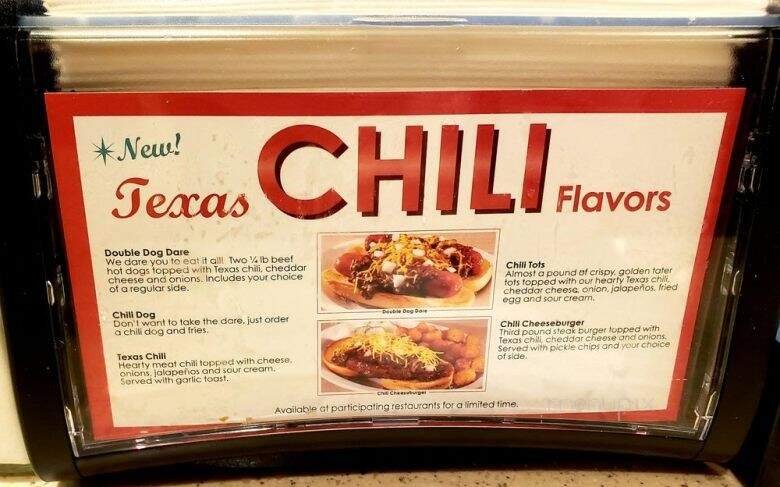 New!
Texas CHILI Flavors
Double Dog Dare
We dare you to eat it all! Two ¼ lb beef
hot dogs topped with Texas chili, cheddar
cheese and onions. Includes your choice
of a regular side.
Chili Dog
Don't want to take the dare, just order
a chili dog and fries.
Texas Chili
Hearty meat chili topped with cheese,
onions, jalapeños and sour cream.
Served with garlic toast.
Double Dog Dare
Chili Cheeseburger
Chili Tots
Almost a pound of crispy, golden tater
tots topped with our hearty Texas chili,
cheddar cheese, onion, jalapeños, fried
egg and sour cream.
Chili Cheeseburger
Third pound steak burger topped with
Texas chili, cheddar cheese and onions.
Served with pickle chips and your choice
of side.
Available at participating restaurants for a limited time.